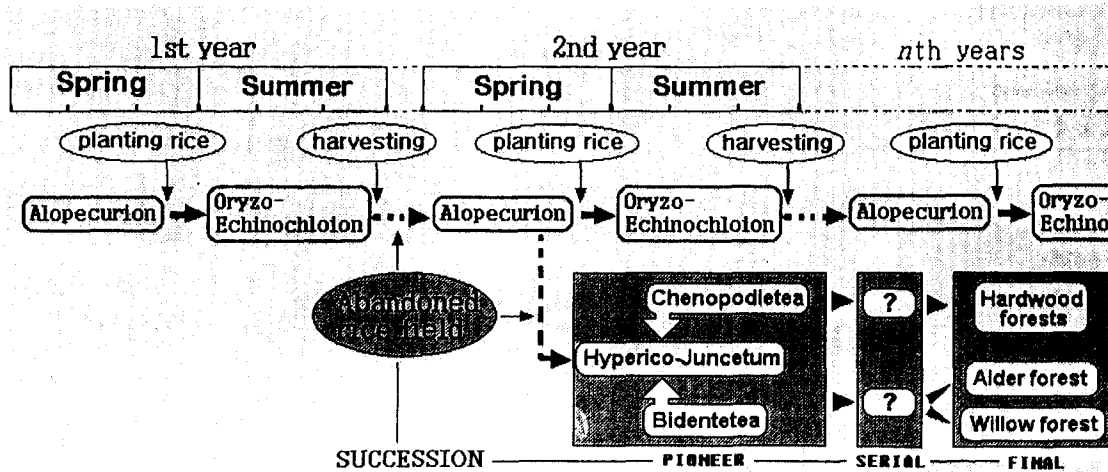 1st year 2nd year nth years
Spring Summer Spring Summer
planting rice harvesting planting rice harvesting planting rice
Alopecurion Oryzo-
Echinochloion Alopecurion Oryzo-
Echinochloion Alopecurion Oryzo-
Echino
Abandoned
rice field
Chenopodietea ? Hardwood
forests
Hyperico-Juncetum
Bidentetea ? Alder forest
Willow forest
SUCCESSION PIONEER SERIAL FINAL